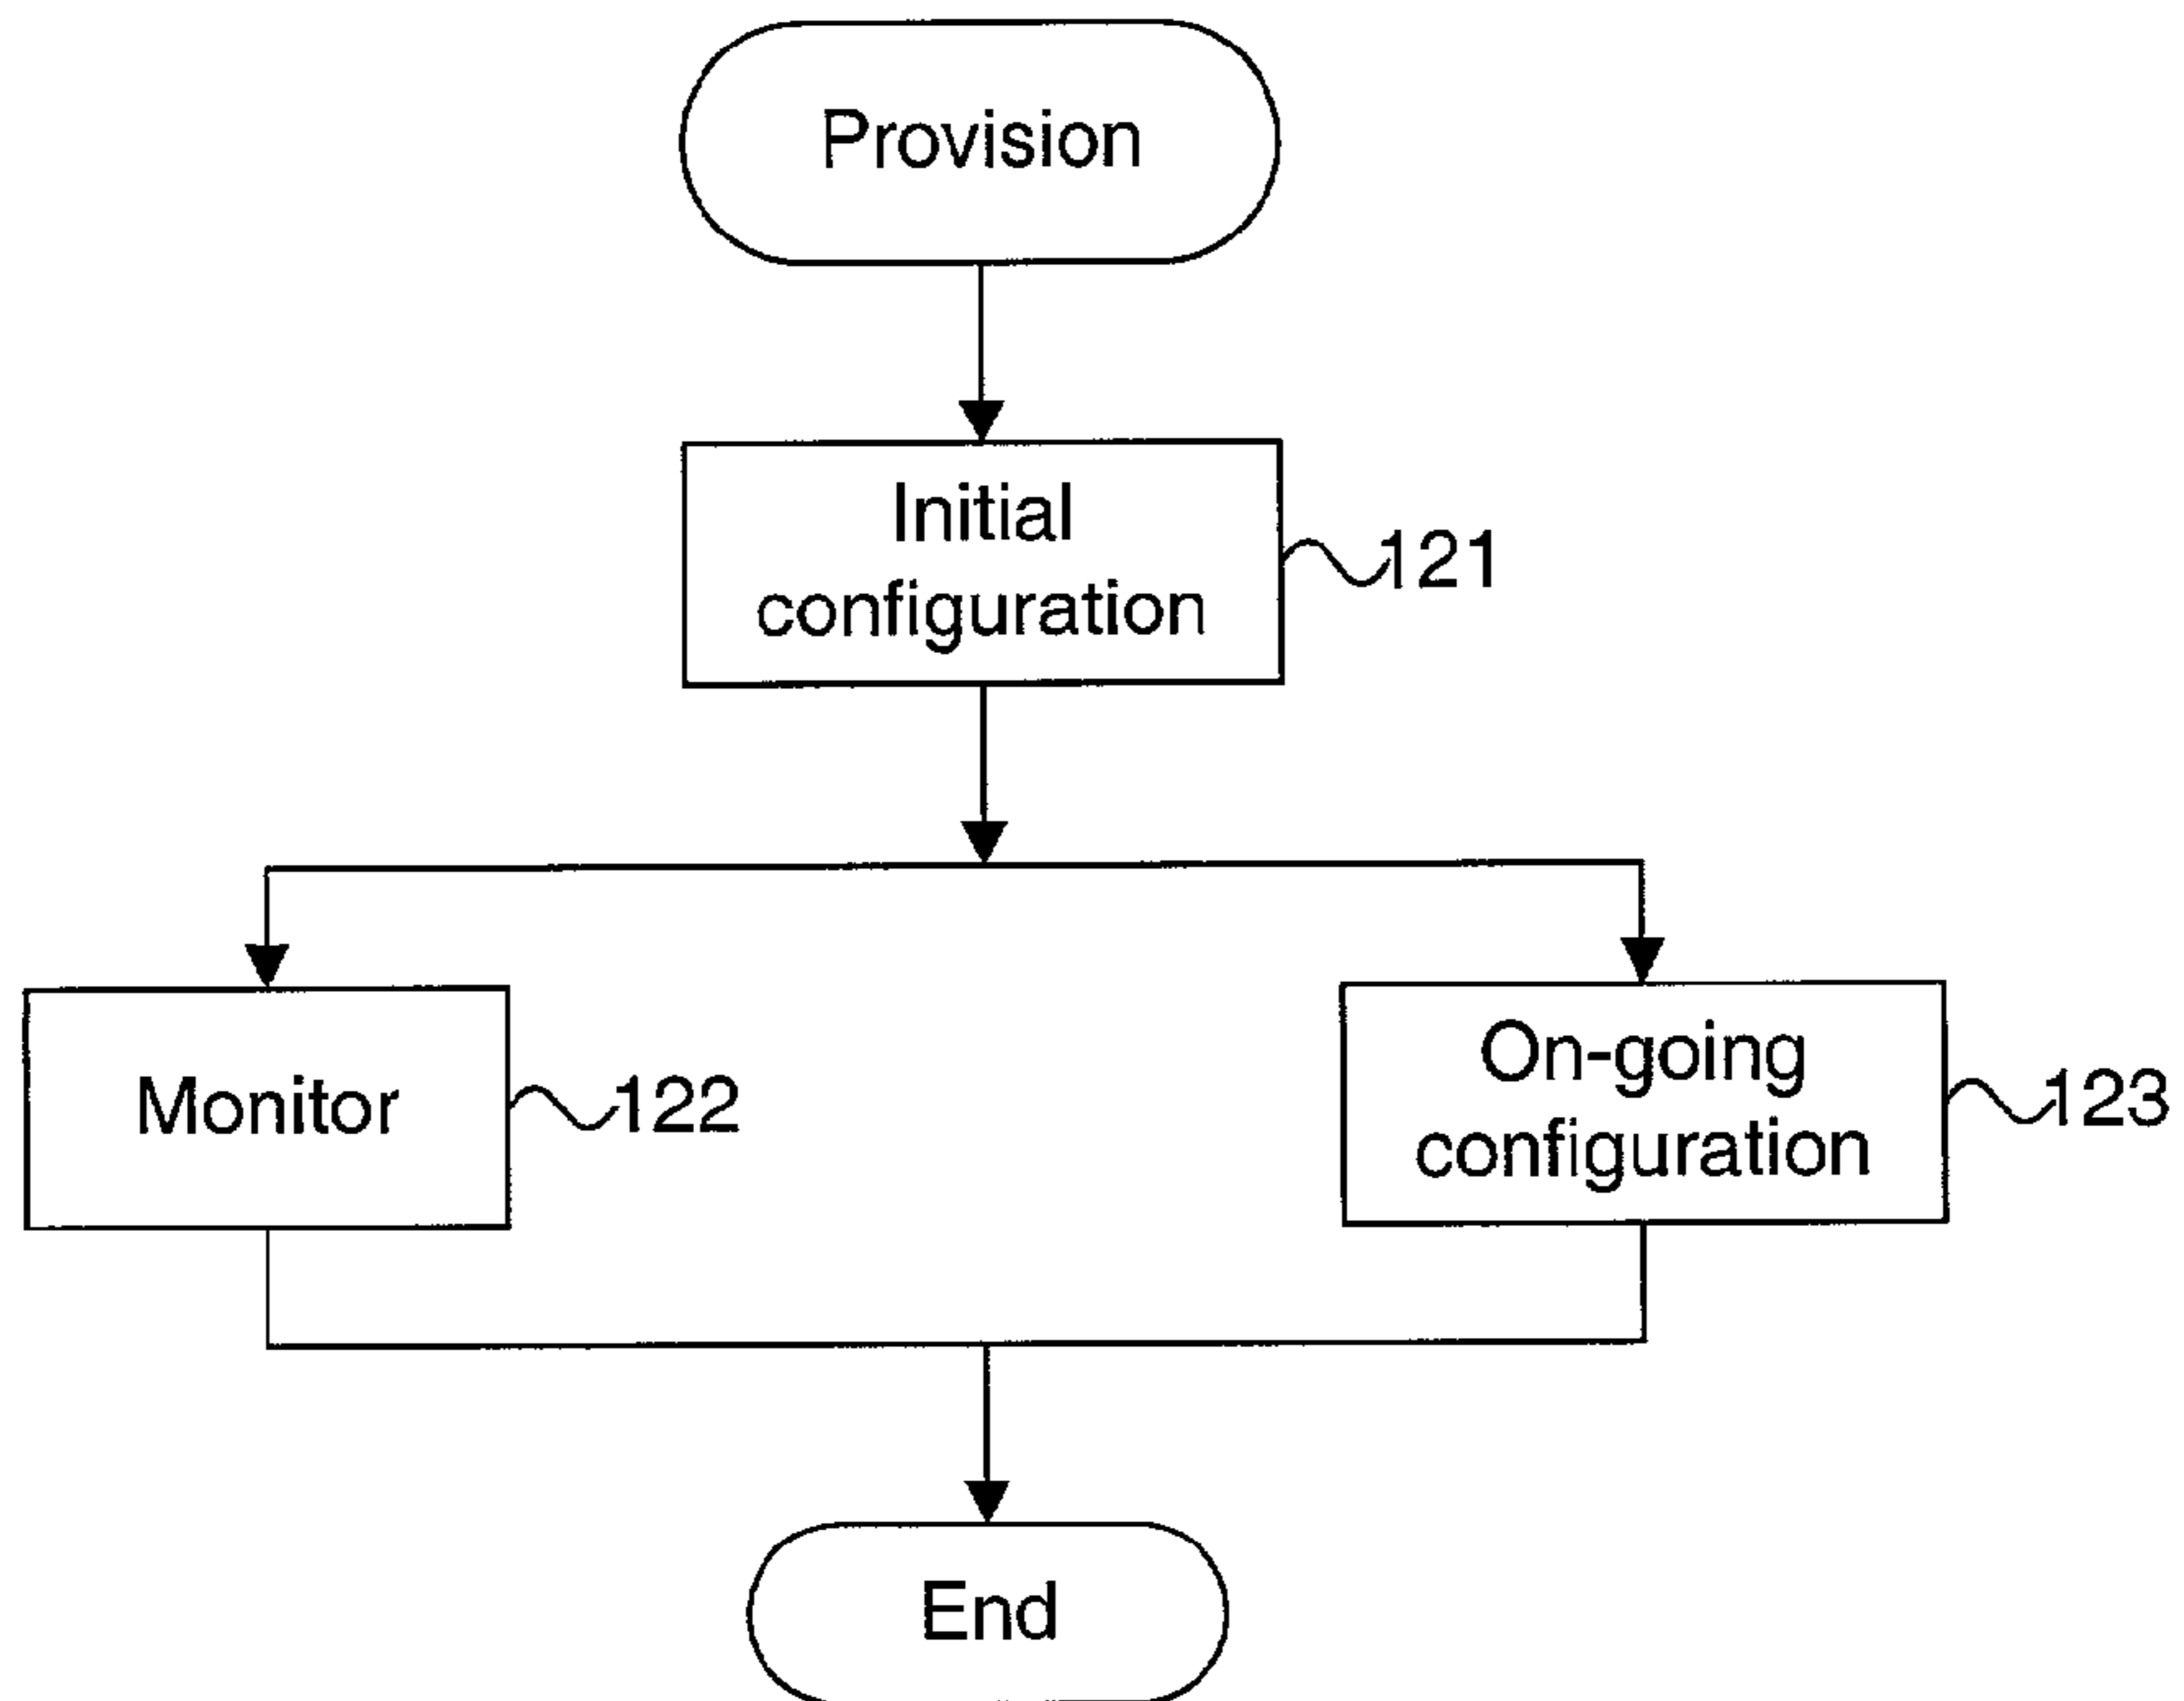 Provision
Initial
configuration
121
Monitor
122
On-going
configuration
123
End